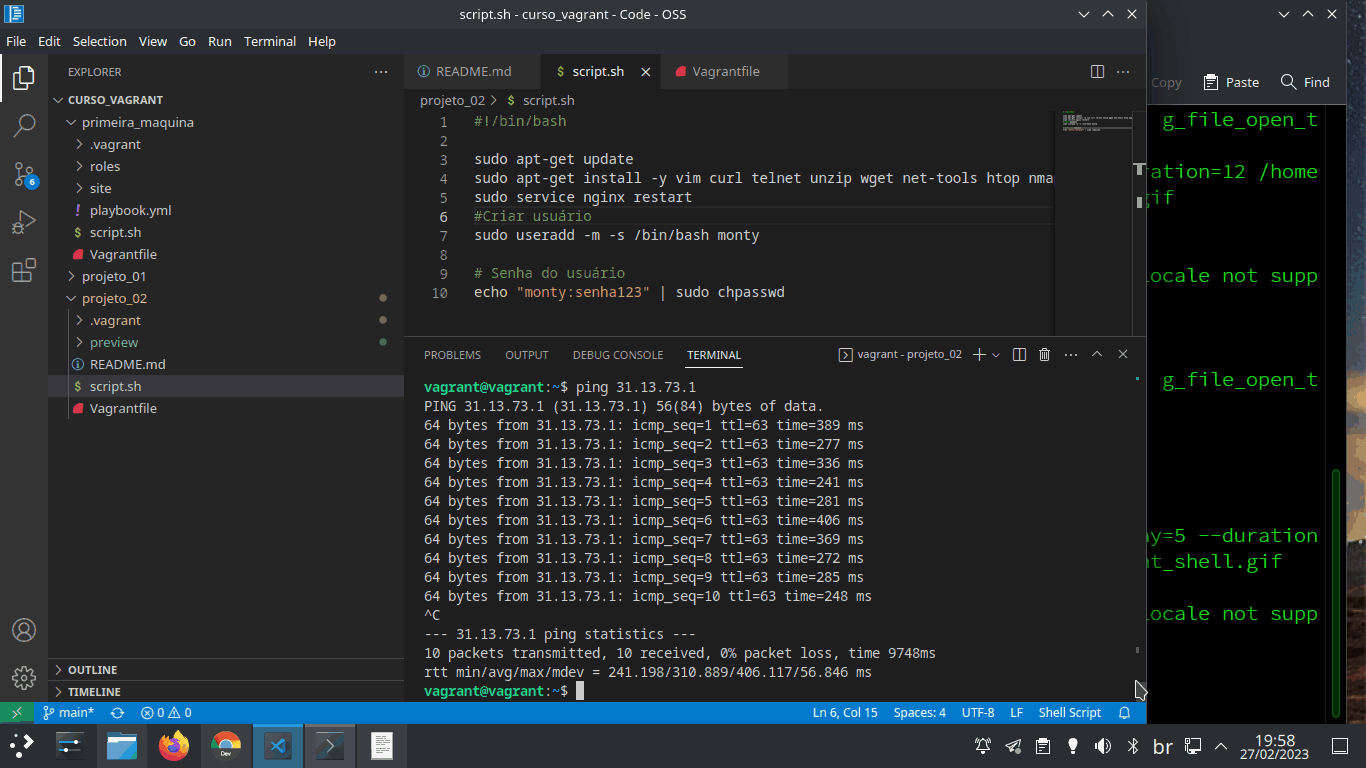 script.sh - curso_vagrant - Code - OSS
File Edit Selection View Go Run Terminal Help
EXPLORER
CURSO_VAGRANT
primeira_maquina
.vagrant
roles
site
playbook.yml
script.sh
Vagrantfile
projeto_01
projeto_02
.vagrant
preview
README.md
script.sh
Vagrantfile
OUTLINE
TIMELINE
6
README.md script.sh Vagrantfile
projeto_02 > script.sh
1 #!/bin/bash
2
3 sudo apt-get update
4 sudo apt-get install -y vim curl telnet unzip wget net-tools htop nma
5 sudo service nginx restart
6 #Criar usuário
7 sudo useradd -m -s /bin/bash monty
8
9 # Senha do usuário
10 echo "monty:senha123" | sudo chpasswd
PROBLEMS OUTPUT DEBUG CONSOLE TERMINAL vagrant - projeto_02
vagrant@vagrant:~$ ping 31.13.73.1
PING 31.13.73.1 (31.13.73.1) 56(84) bytes of data.
64 bytes from 31.13.73.1: icmp_seq=1 ttl=63 time=389 ms
64 bytes from 31.13.73.1: icmp_seq=2 ttl=63 time=277 ms
64 bytes from 31.13.73.1: icmp_seq=3 ttl=63 time=336 ms
64 bytes from 31.13.73.1: icmp_seq=4 ttl=63 time=241 ms
64 bytes from 31.13.73.1: icmp_seq=5 ttl=63 time=281 ms
64 bytes from 31.13.73.1: icmp_seq=6 ttl=63 time=406 ms
64 bytes from 31.13.73.1: icmp_seq=7 ttl=63 time=369 ms
64 bytes from 31.13.73.1: icmp_seq=8 ttl=63 time=272 ms
64 bytes from 31.13.73.1: icmp_seq=9 ttl=63 time=285 ms
64 bytes from 31.13.73.1: icmp_seq=10 ttl=63 time=248 ms
^C
--- 31.13.73.1 ping statistics ---
10 packets transmitted, 10 received, 0% packet loss, time 9748ms
rtt min/avg/max/mdev = 241.198/310.889/406.117/56.846 ms
vagrant@vagrant:~$
main* 0 0 Ln 6, Col 15 Spaces: 4 UTF-8 LF Shell Script
Copy Paste Find
g_file_open_t
ration=12 /home
gif
ocale not supp
g_file_open_t
ay=5 --duration
nt_shell.gif
ocale not supp
Dev
br
19:58
27/02/2023